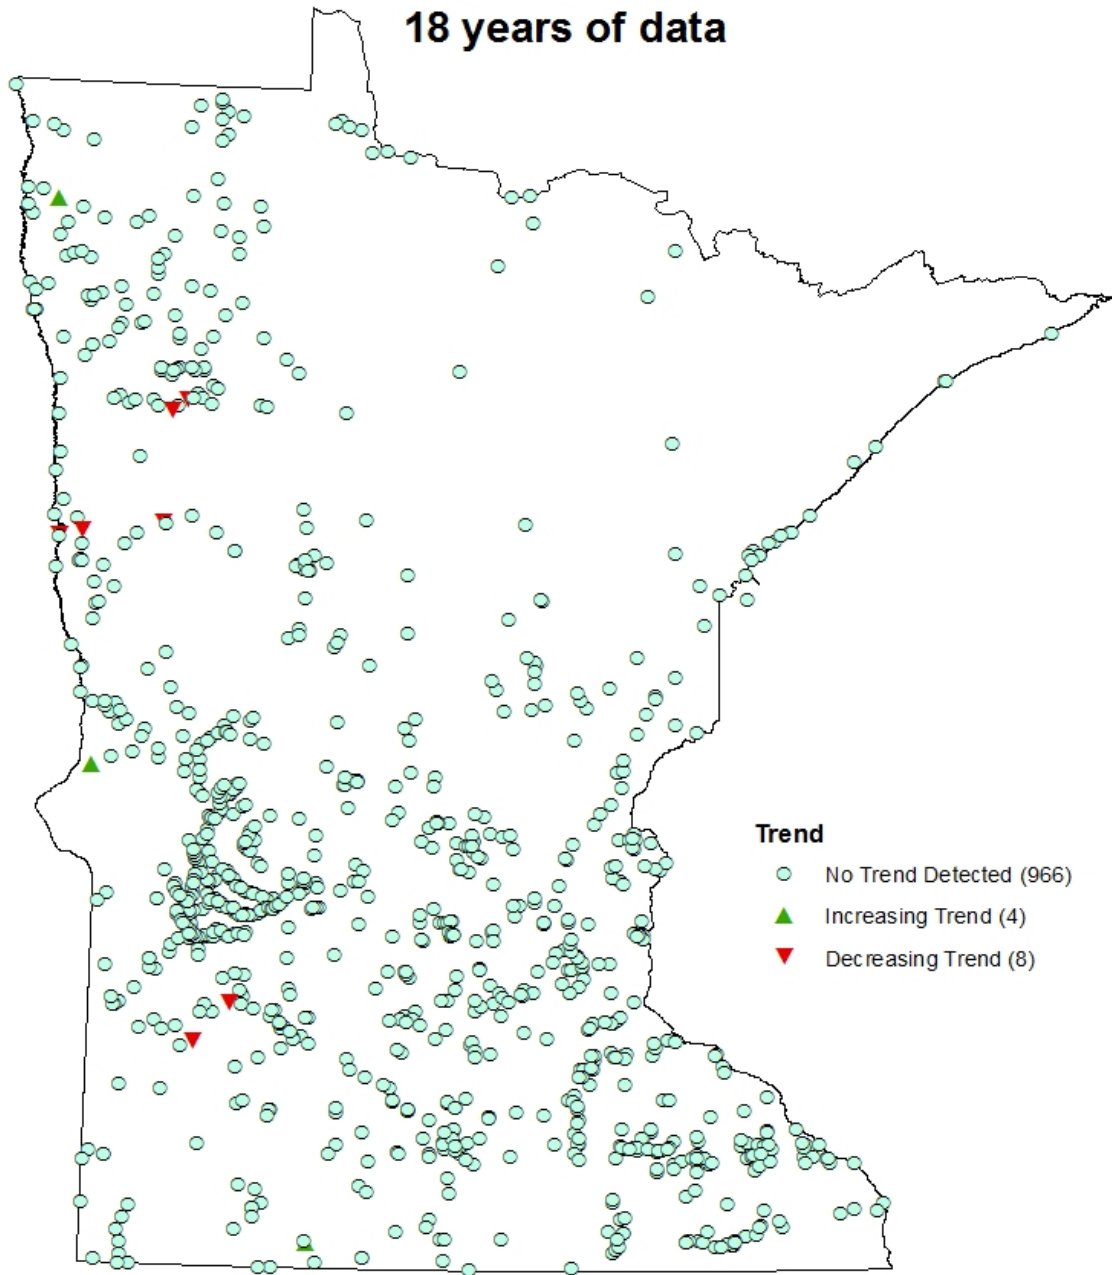 18 years of data
Trend
No Trend Detected (966)
Increasing Trend (4)
Decreasing Trend (8)